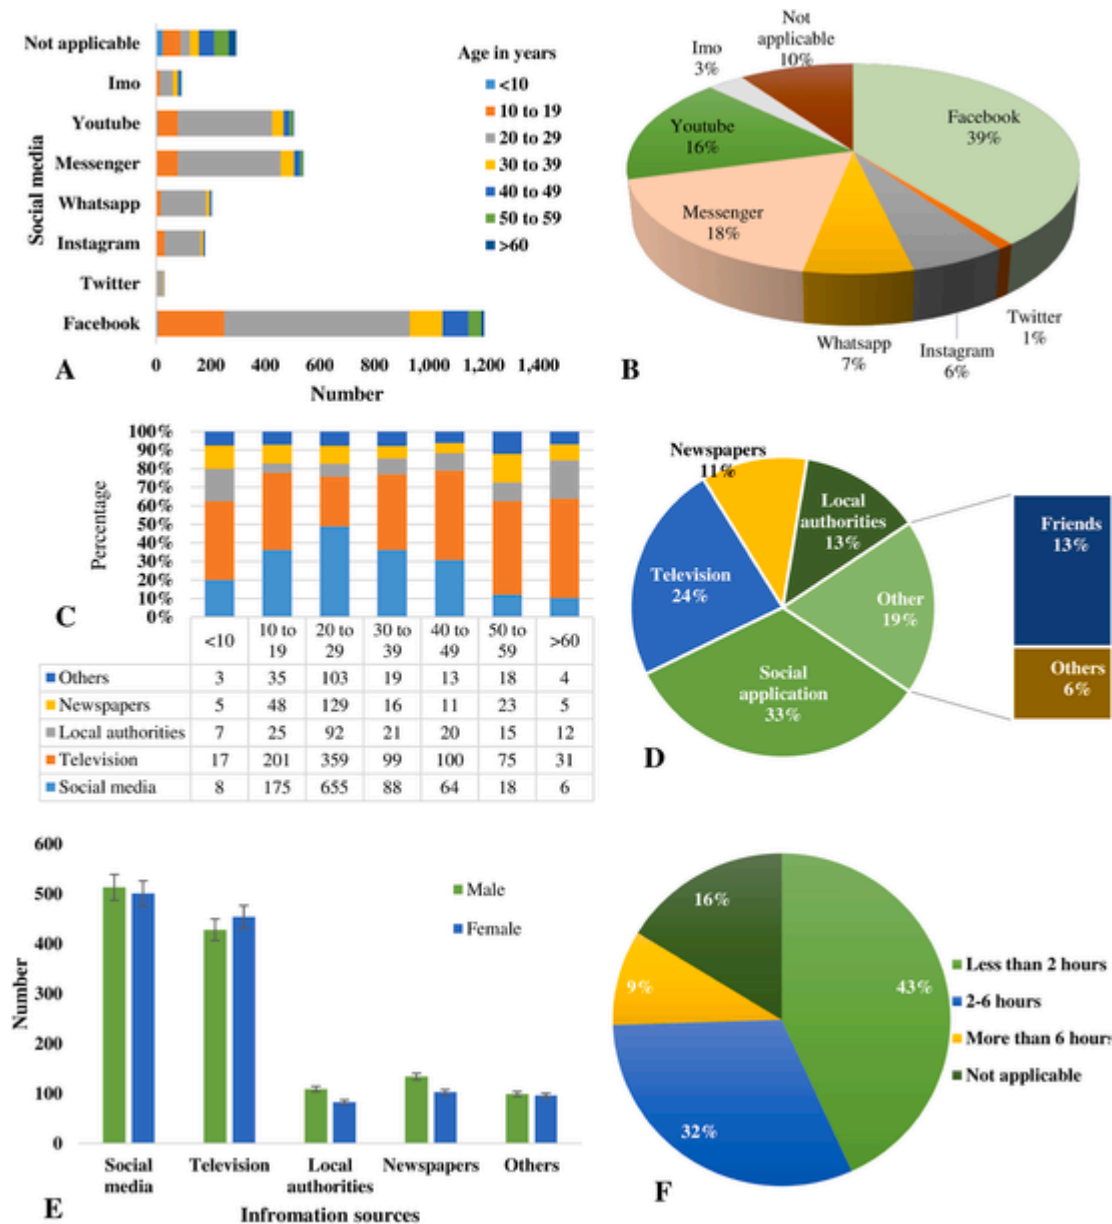 Not applicable
Imo
Youtube
Messenger
Whatsapp
Instagram
Twitter
Facebook
Social media
0 200 400 600 800 1,000 1,200 1,400
Number
A
Age in years
<10
10 to 19
20 to 29
30 to 39
40 to 49
50 to 59
>60
Not
applicable
10%
Imo
3%
Youtube
16%
Facebook
39%
Messenger
18%
Whatsapp
7%
Instagram
6%
Twitter
1%
B
100%
90%
80%
70%
60%
50%
40%
30%
20%
10%
0%
Percentage
C
<10 10 to 19 20 to 29 30 to 39 40 to 49 50 to 59 >60
Others 3 35 103 19 13 18 4
Newspapers 5 48 129 16 11 23 5
Local authorities 7 25 92 21 20 15 12
Television 17 201 359 99 100 75 31
Social media 8 175 655 88 64 18 6
Newspapers
11%
Local
authorities
13%
Television
24%
Other
19%
Social
application
33%
Friends
13%
Others
6%
D
600
500
400
300
200
100
0
Number
Male
Female
Social
media
Television
Local
authorities
Newspapers
Others
E
Infromation sources
16%
9%
43%
32%
Less than 2 hours
2-6 hours
More than 6 hours
Not applicable
F